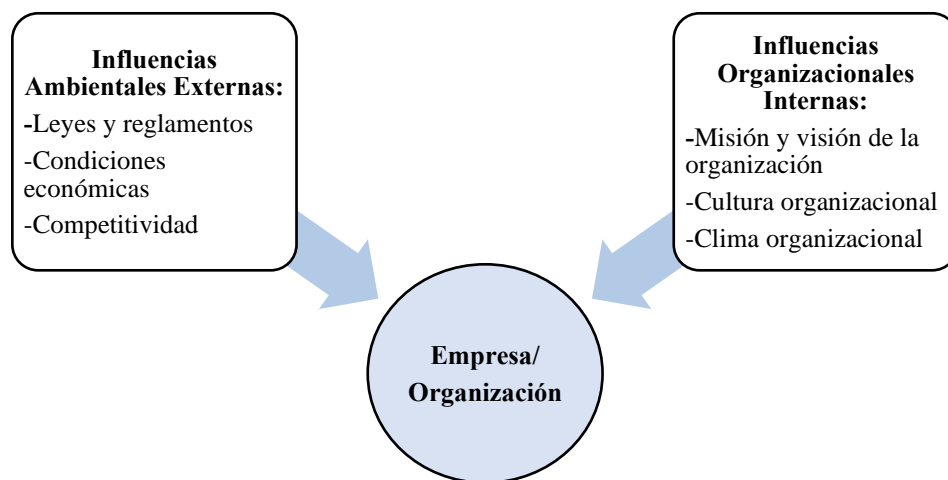 Influencias
Ambientales Externas:
-Leyes y reglamentos
-Condiciones
económicas
-Competitividad
Influencias
Organizacionales
Internas:
-Misión y visión de la
organización
-Cultura organizacional
-Clima organizacional
Empresa/
Organización